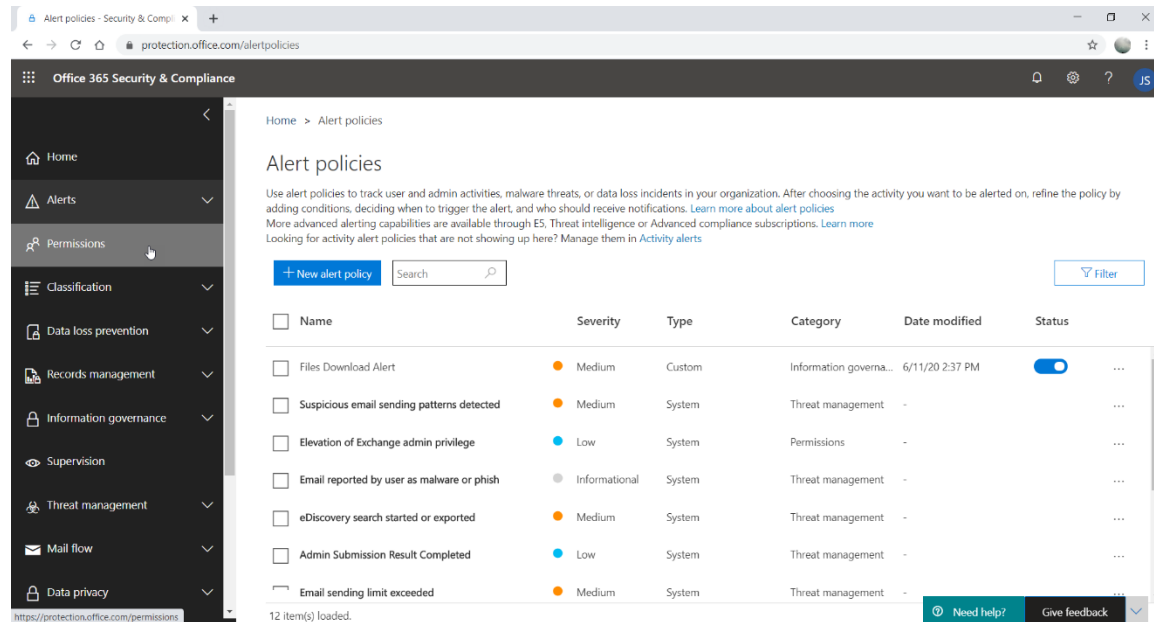 Alert policies - Security & Compli
protection.office.com/alertpolicies
Office 365 Security & Compliance
?
JS
Home
Alerts
Permissions
Classification
Data loss prevention
Records management
Information governance
Supervision
Threat management
Mail flow
Data privacy
https://protection.office.com/permissions
Home > Alert policies
Alert policies
Use alert policies to track user and admin activities, malware threats, or data loss incidents in your organization. After choosing the activity you want to be alerted on, refine the policy by
adding conditions, deciding when to trigger the alert, and who should receive notifications. Learn more about alert policies
More advanced alerting capabilities are available through E5, Threat intelligence or Advanced compliance subscriptions. Learn more
Looking for activity alert policies that are not showing up here? Manage them in Activity alerts
+ New alert policy Search Filter
Name Severity Type Category Date modified Status
Files Download Alert Medium Custom Information governa... 6/11/20 2:37 PM ...
Suspicious email sending patterns detected Medium System Threat management - ...
Elevation of Exchange admin privilege Low System Permissions - ...
Email reported by user as malware or phish Informational System Threat management - ...
eDiscovery search started or exported Medium System Threat management - ...
Admin Submission Result Completed Low System Threat management - ...
Email sending limit exceeded Medium System Threat management - ...
12 item(s) loaded.
? Need help? Give feedback